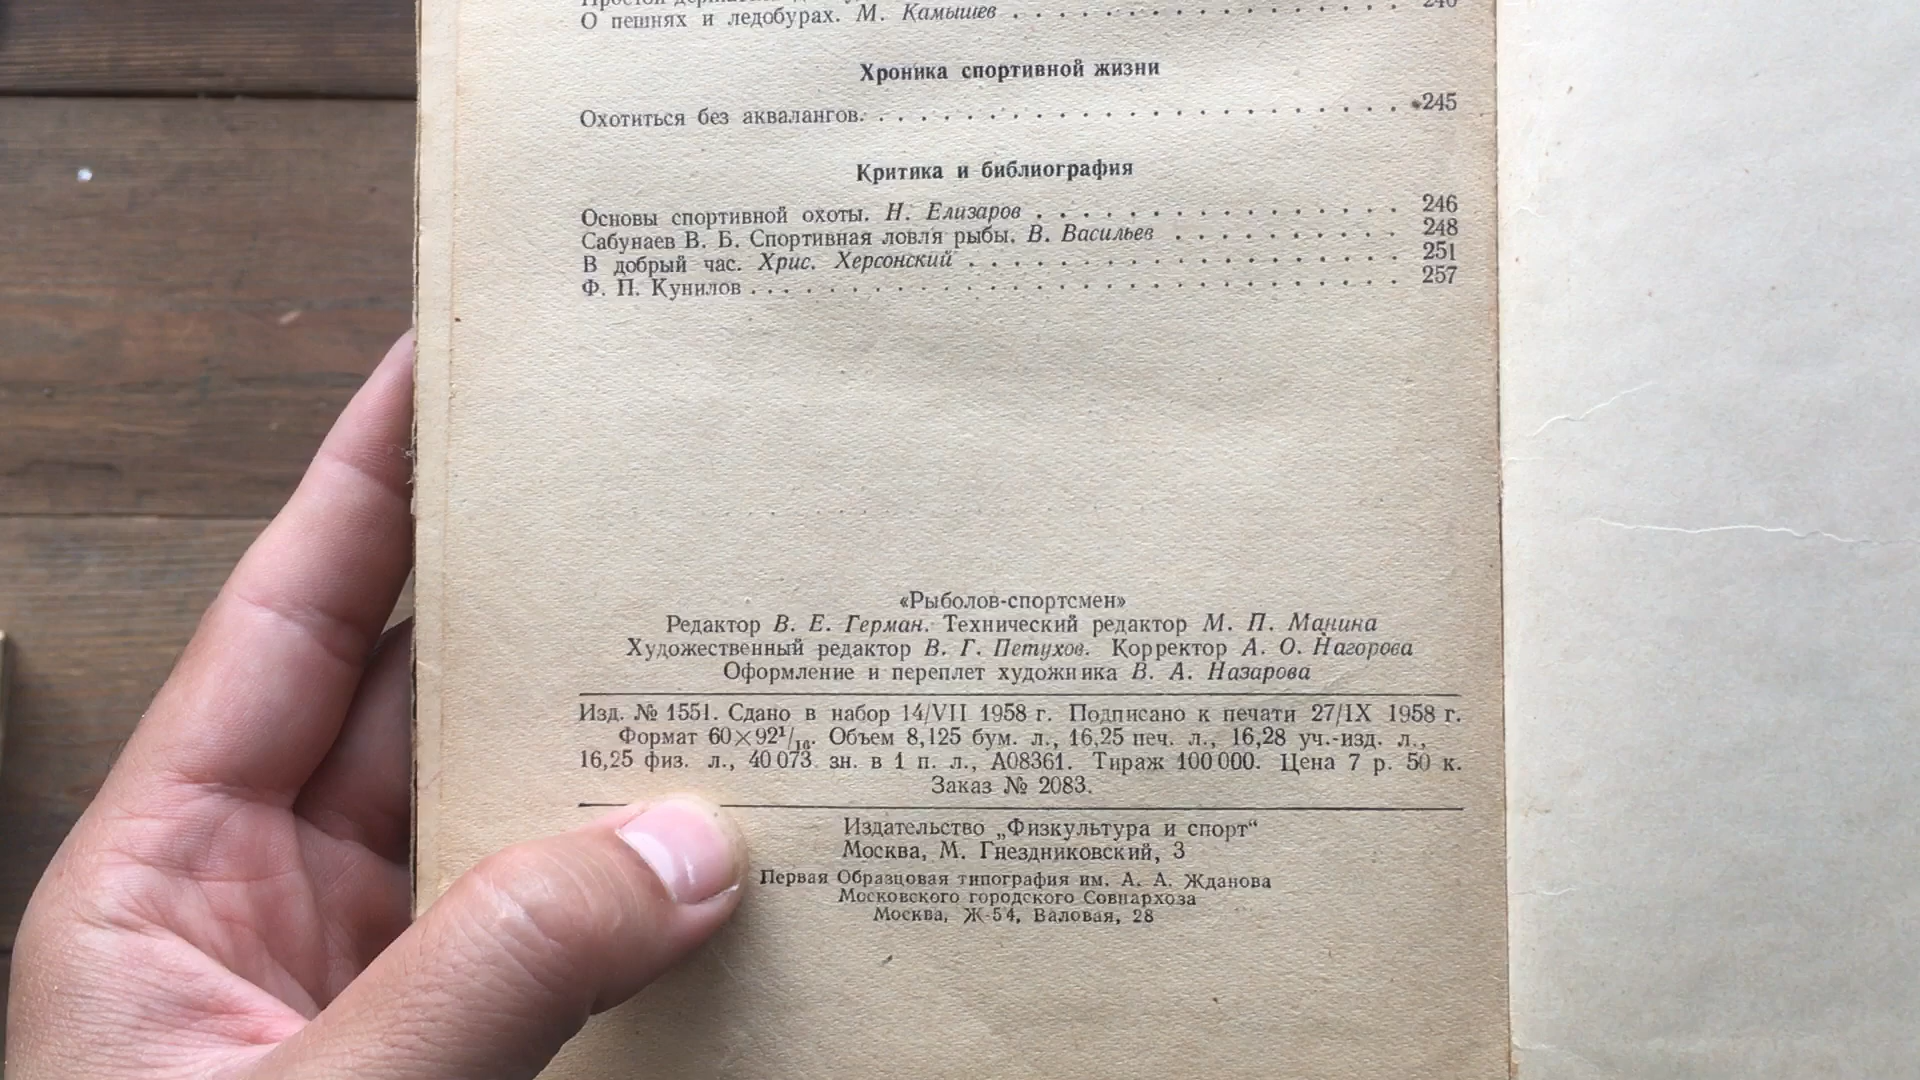 О пешнях и ледобурах. М. Камышев . . . . . . . . . . . . . . . . .
Хроника спортивной жизни
Охотиться без аквалангов. . . . . . . . . . . . . . . . . . . . . . . . 245
Критика и библиография
Основы спортивной охоты. Н. Елизаров . . . . . . . . . . . . . . . . 246
Сабунаев В. Б. Спортивная ловля рыбы. В. Васильев . . . . . . . . . . 248
В добрый час. Хрис. Херсонский . . . . . . . . . . . . . . . . . . . 251
Ф. П. Кунилов . . . . . . . . . . . . . . . . . . . . . . . . . . . . 257
«Рыболов-спортсмен»
Редактор В. Е. Герман. Технический редактор М. П. Манина
Художественный редактор В. Г. Петухов. Корректор А. О. Нагорова
Оформление и переплет художника В. А. Назарова
Изд. № 1551. Сдано в набор 14/VII 1958 г. Подписано к печати 27/IX 1958 г.
Формат 60×92¹/₁₆. Объем 8,125 бум. л., 16,25 печ. л., 16,28 уч.-изд. л.,
16,25 физ. л., 40 073 зн. в 1 п. л., А08361. Тираж 100 000. Цена 7 р. 50 к.
Заказ № 2083.
Издательство „Физкультура и спорт“
Москва, М. Гнездниковский, 3
Первая Образцовая типография им. А. А. Жданова
Московского городского Совнархоза
Москва, Ж-54, Валовая, 28